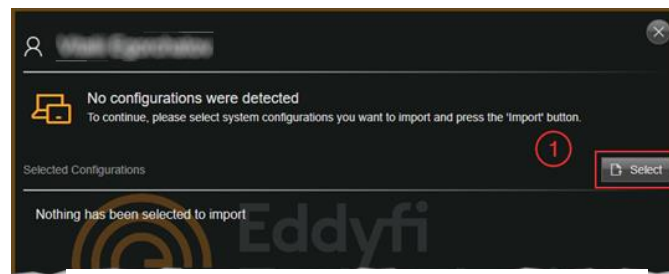 No configurations were detected
To continue, please select system configurations you want to import and press the 'Import' button.
1
Selected Configurations
Select
Nothing has been selected to import
Eddyfi